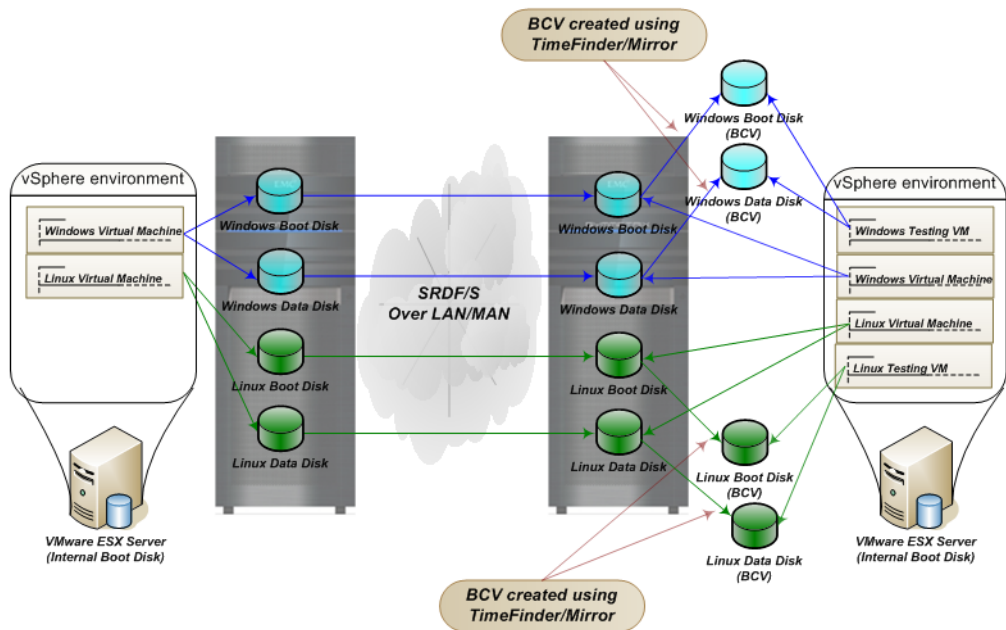 BCV created using
TimeFinder/Mirror
Windows Boot Disk
(BCV)
Windows Data Disk
(BCV)
vSphere environment
Windows Virtual Machine
Linux Virtual Machine
VMware ESX Server
(Internal Boot Disk)
EMC
Windows Boot Disk
Windows Data Disk
Linux Boot Disk
Linux Data Disk
SRDF/S
Over LAN/MAN
EMC
Windows Boot Disk
Windows Data Disk
Linux Boot Disk
Linux Data Disk
vSphere environment
Windows Testing VM
Windows Virtual Machine
Linux Virtual Machine
Linux Testing VM
VMware ESX Server
(Internal Boot Disk)
Linux Boot Disk
(BCV)
Linux Data Disk
(BCV)
BCV created using
TimeFinder/Mirror